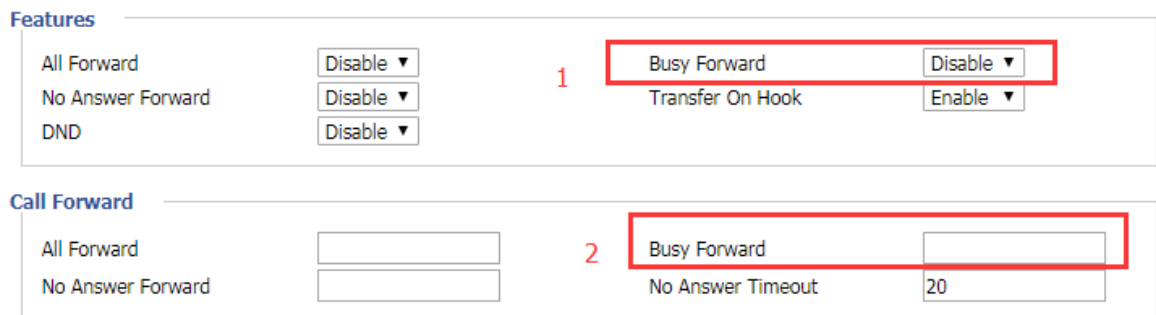 Features
All Forward Disable ▼ 1 Busy Forward Disable ▼
No Answer Forward Disable ▼ Transfer On Hook Enable ▼
DND Disable ▼
Call Forward
All Forward 2 Busy Forward
No Answer Forward No Answer Timeout 20